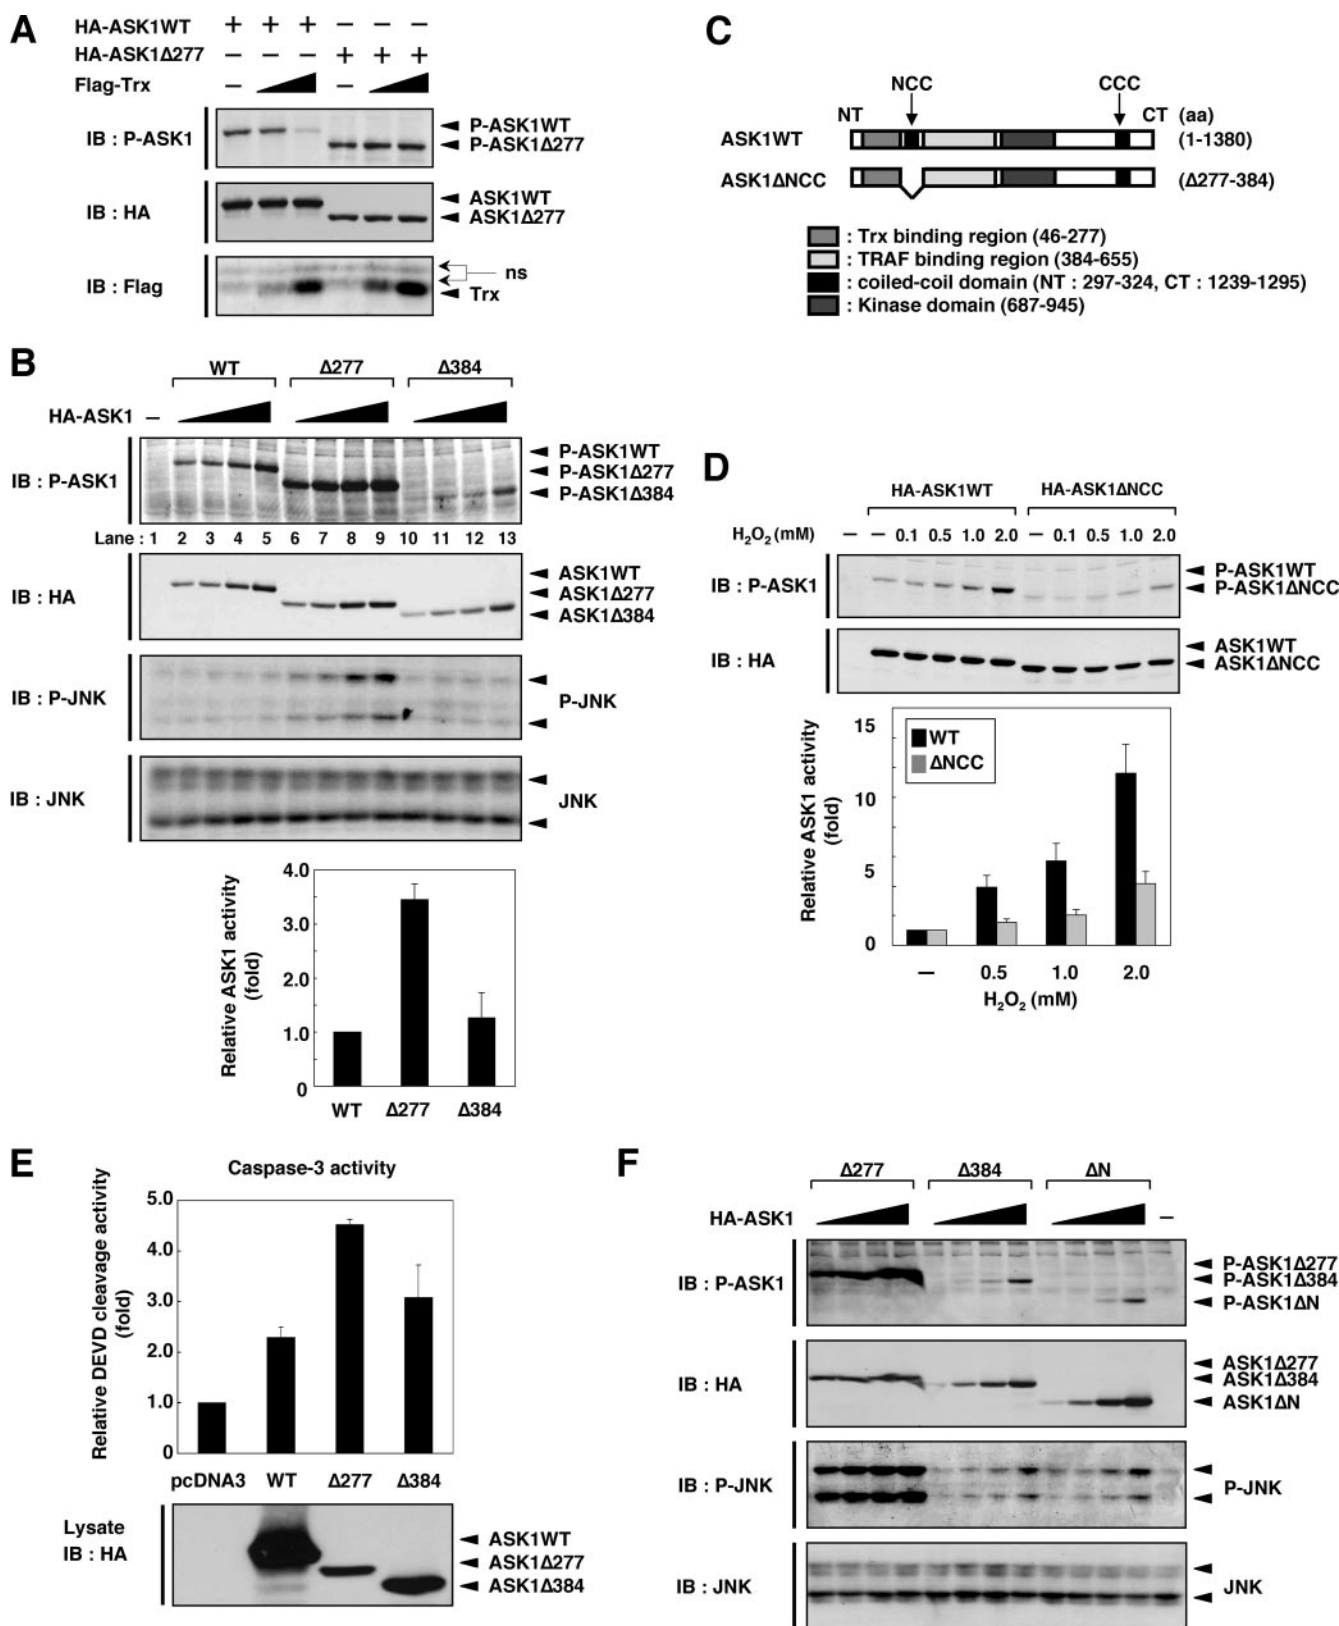 A
HA-ASK1WT + + + — — —
HA-ASK1Δ277 — — — + + +
Flag-Trx — —
IB : P-ASK1
P-ASK1WT
P-ASK1Δ277
IB : HA
ASK1WT
ASK1Δ277
IB : Flag
ns
Trx
B
WT Δ277 Δ384
HA-ASK1 —
IB : P-ASK1
P-ASK1WT
P-ASK1Δ277
P-ASK1Δ384
Lane : 1 2 3 4 5 6 7 8 9 10 11 12 13
IB : HA
ASK1WT
ASK1Δ277
ASK1Δ384
IB : P-JNK
P-JNK
IB : JNK
JNK
Relative ASK1 activity
(fold)
4.0
3.0
2.0
1.0
0
WT Δ277 Δ384
C
NCC CCC
NT CT (aa)
ASK1WT (1-1380)
ASK1ΔNCC (Δ277-384)
: Trx binding region (46-277)
: TRAF binding region (384-655)
: coiled-coil domain (NT : 297-324, CT : 1239-1295)
: Kinase domain (687-945)
D
HA-ASK1WT HA-ASK1ΔNCC
H₂O₂ (mM) — — 0.1 0.5 1.0 2.0 — 0.1 0.5 1.0 2.0
IB : P-ASK1
P-ASK1WT
P-ASK1ΔNCC
IB : HA
ASK1WT
ASK1ΔNCC
Relative ASK1 activity
(fold)
15
10
5
0
WT
ΔNCC
— 0.5 1.0 2.0
H₂O₂ (mM)
E
Caspase-3 activity
Relative DEVD cleavage activity
(fold)
5.0
4.0
3.0
2.0
1.0
0
pcDNA3 WT Δ277 Δ384
Lysate
IB : HA
ASK1WT
ASK1Δ277
ASK1Δ384
F
Δ277 Δ384 ΔN
HA-ASK1 —
IB : P-ASK1
P-ASK1Δ277
P-ASK1Δ384
P-ASK1ΔN
IB : HA
ASK1Δ277
ASK1Δ384
ASK1ΔN
IB : P-JNK
P-JNK
IB : JNK
JNK